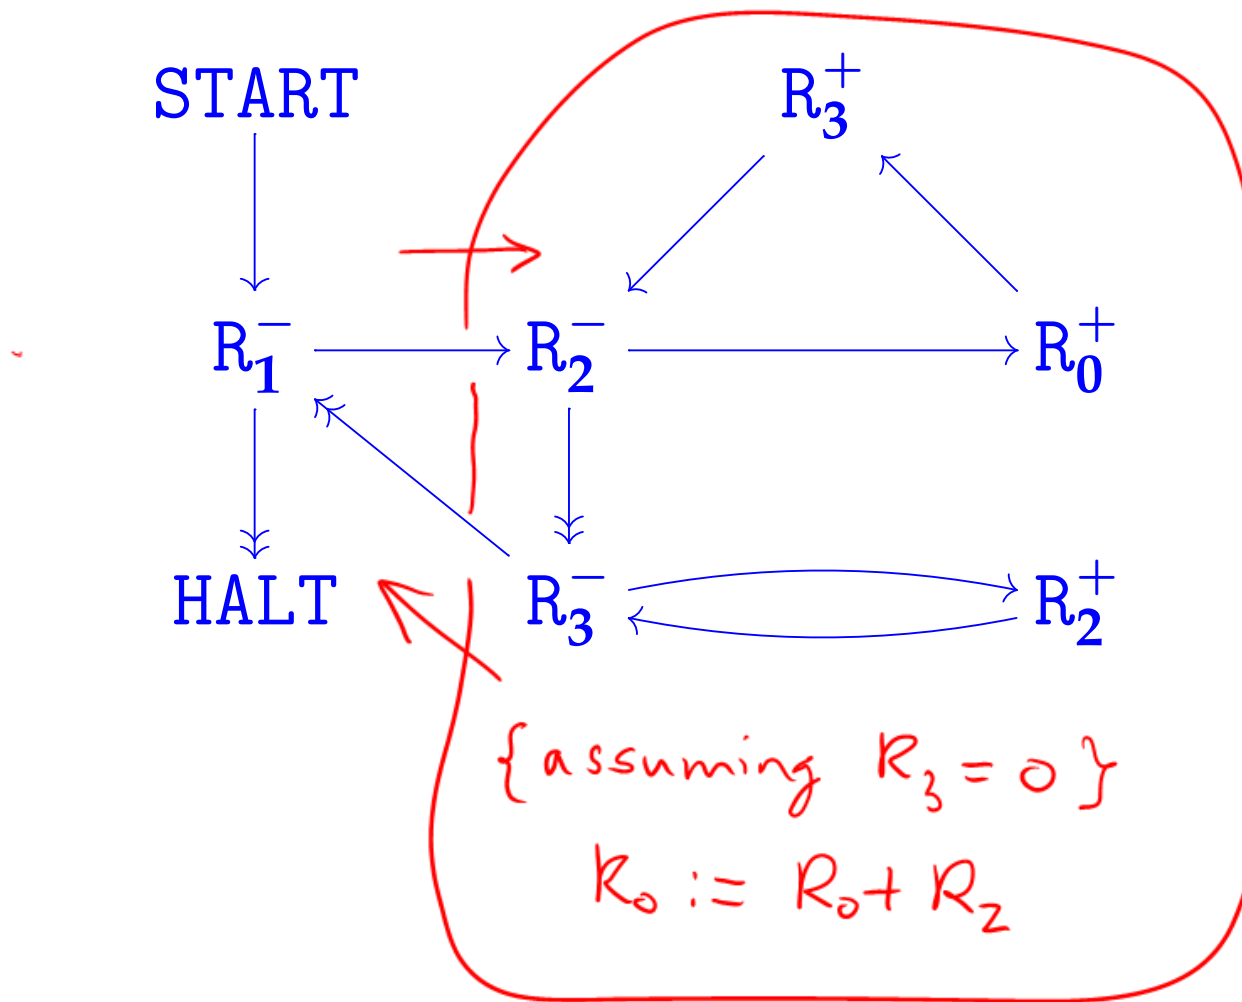 START R₃⁺
R₁⁻ R₂⁻ R₀⁺
HALT R₃⁻ R₂⁺
{assuming R₃ = 0}
R₀ := R₀ + R₂